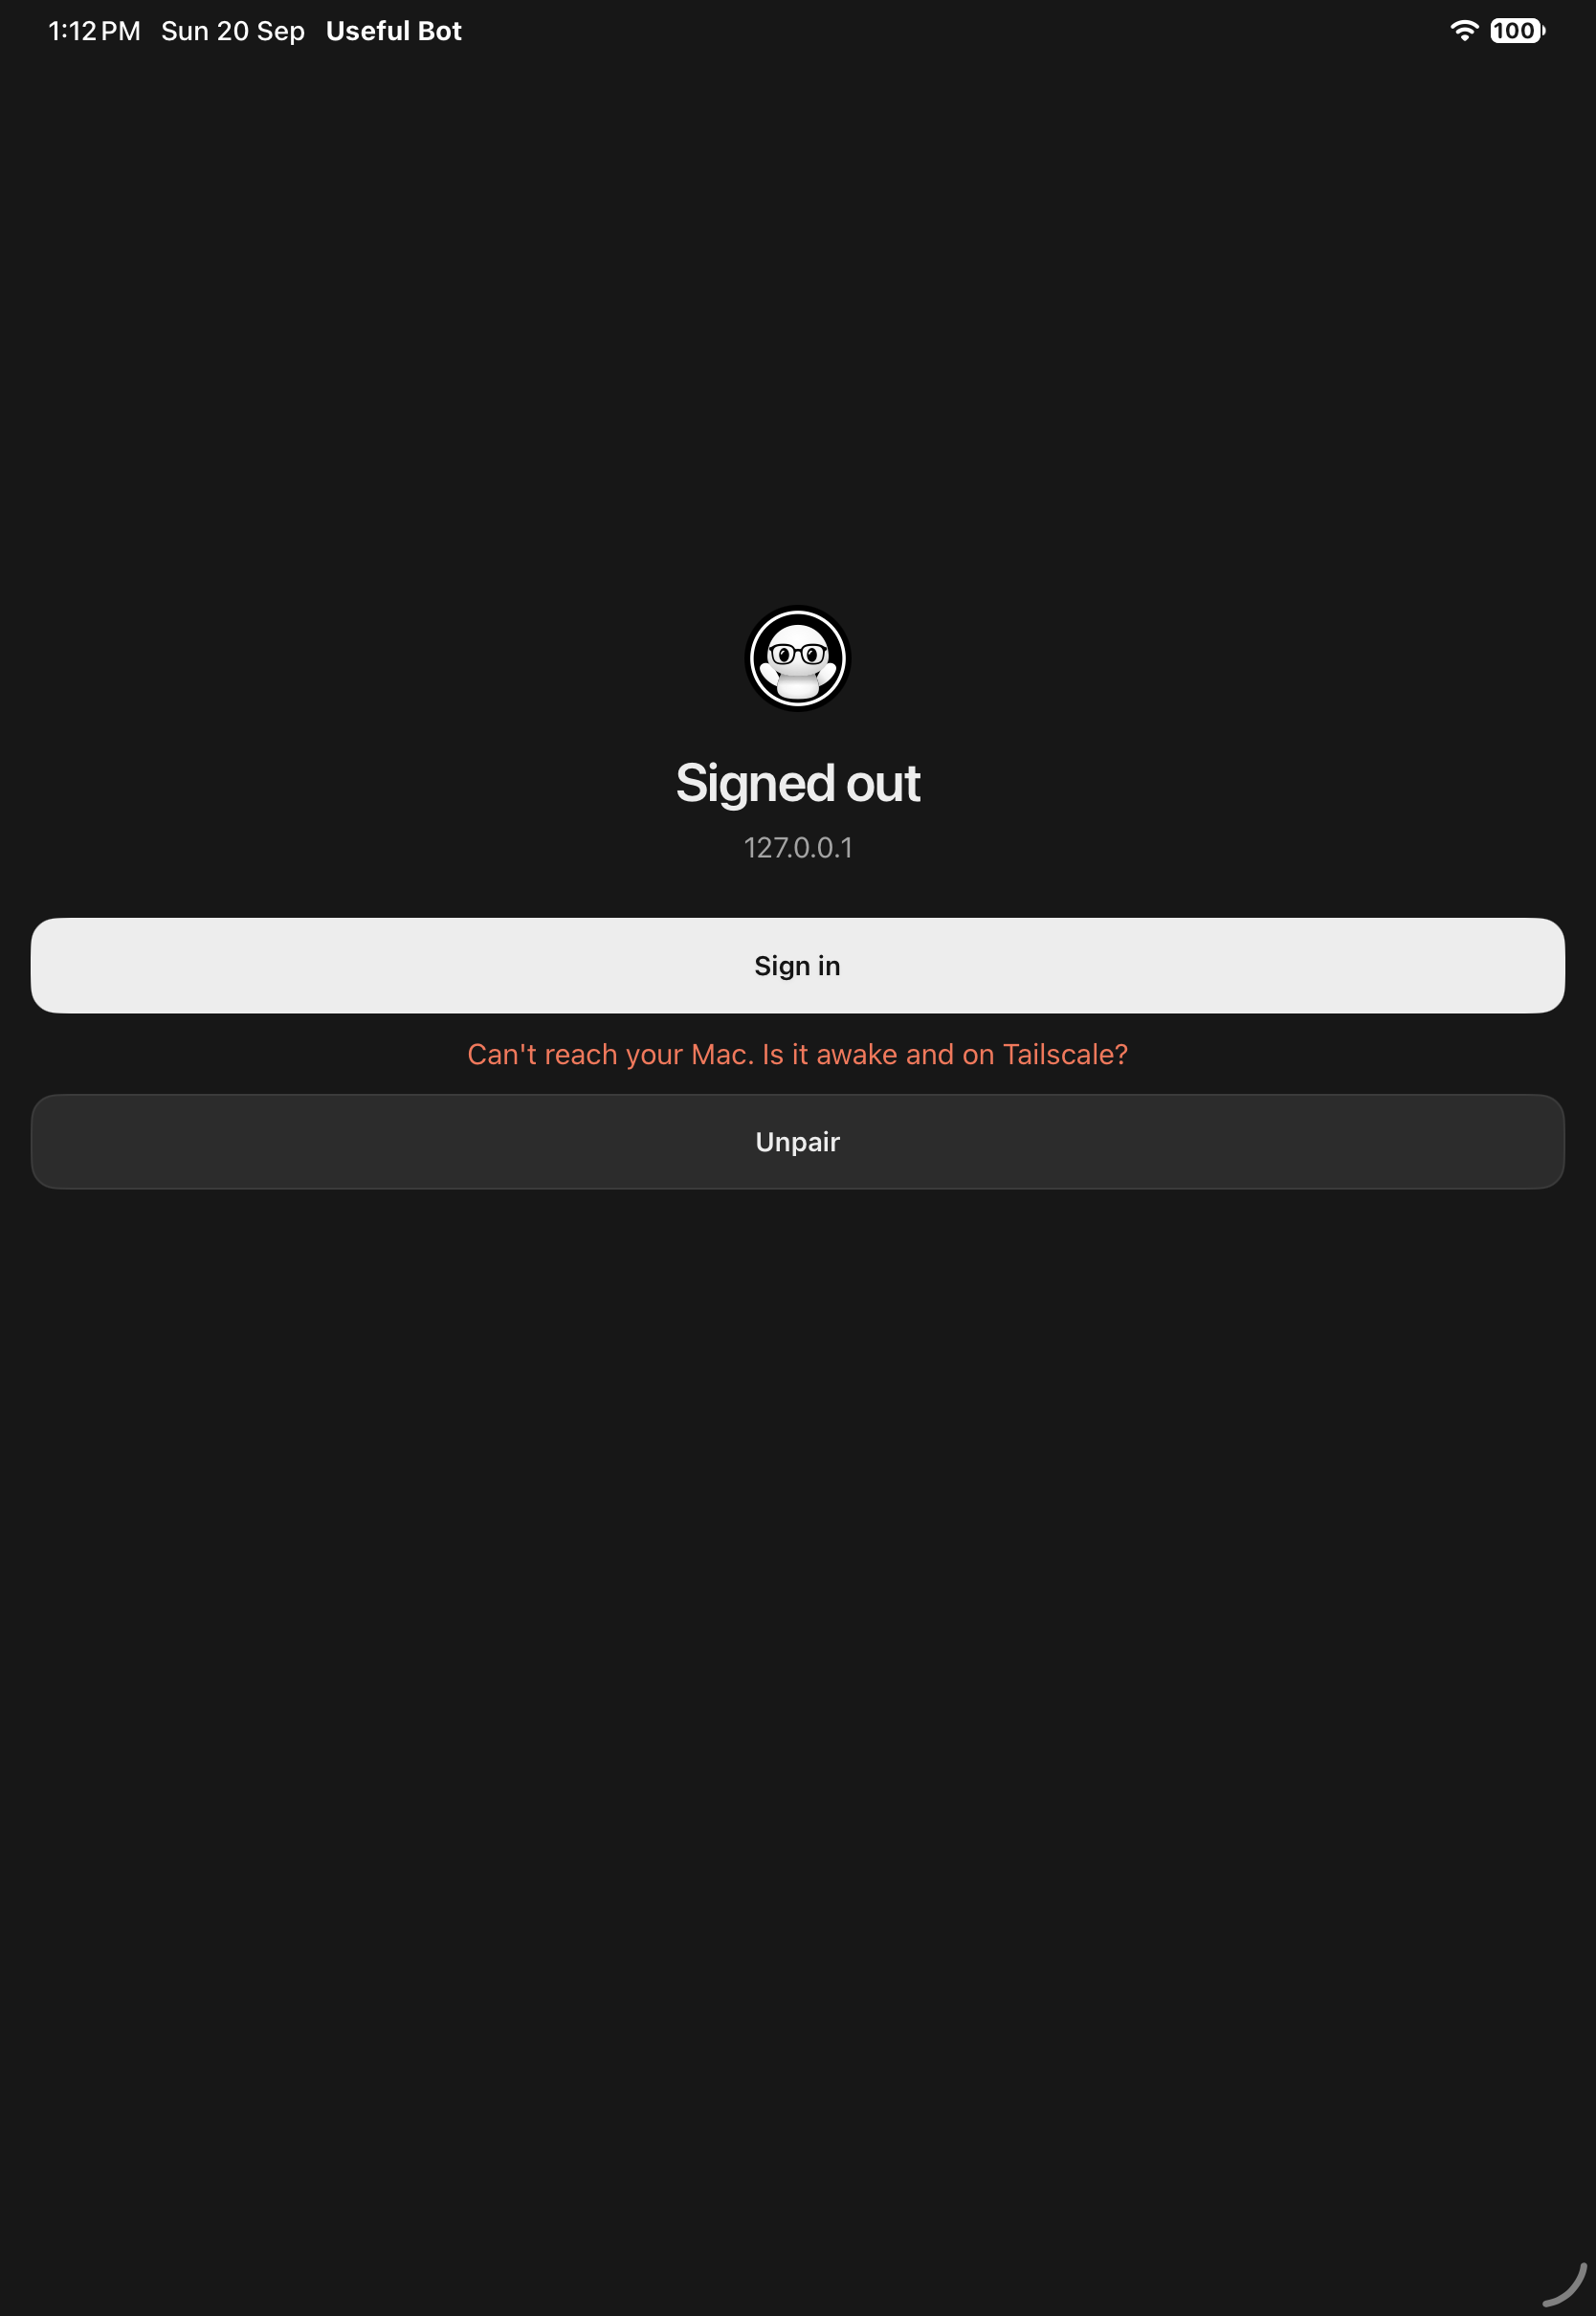 1:12 PM Sun 20 Sep Useful Bot 100
Signed out
127.0.0.1
Sign in
Can't reach your Mac. Is it awake and on Tailscale?
Unpair